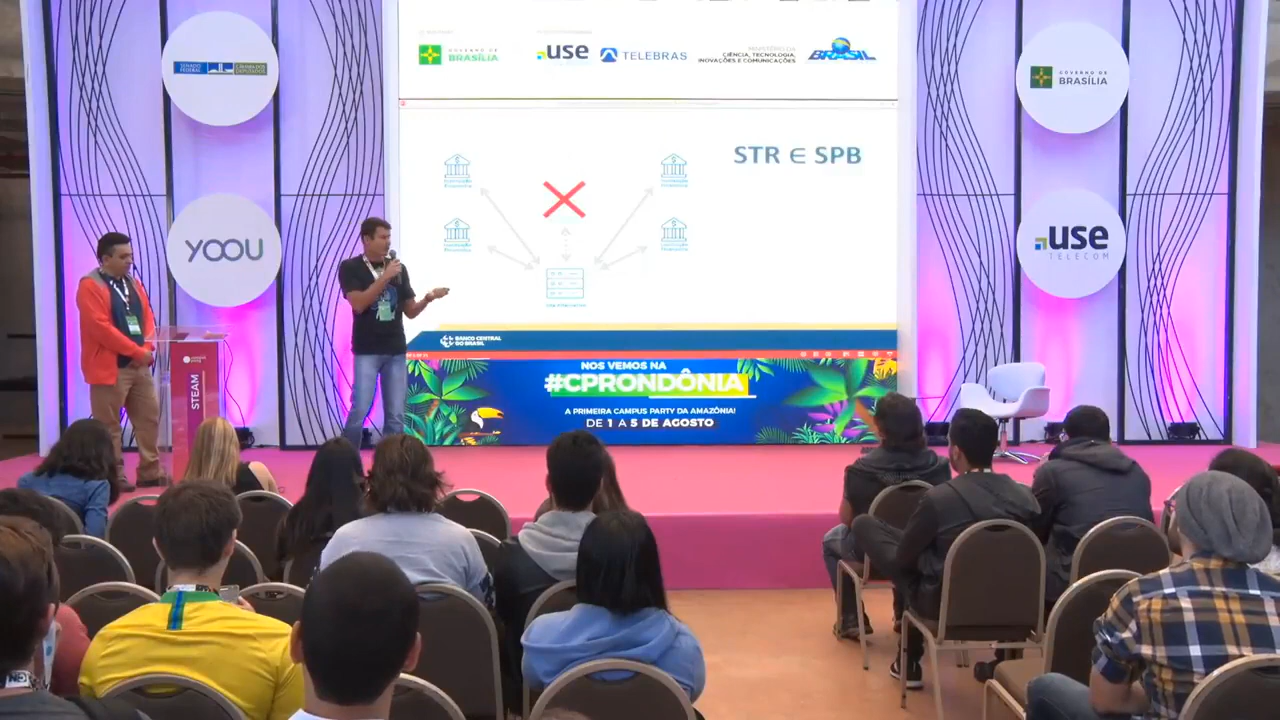 SENADO
FEDERAL
CÂMARA DOS
DEPUTADOS
YOOU
GOVERNO DE
BRASÍLIA
USE
TELECOM
GOVERNO DE
BRASÍLIA
use
TELEBRAS
MINISTÉRIO DA
CIÊNCIA, TECNOLOGIA,
INOVAÇÕES E COMUNICAÇÕES
BRASIL
STR ∈ SPB
BANCO CENTRAL
DO BRASIL
NOS VEMOS NA
#CPRONDÔNIA
A PRIMEIRA CAMPUS PARTY DA AMAZÔNIA!
DE 1 A 5 DE AGOSTO
STEAM